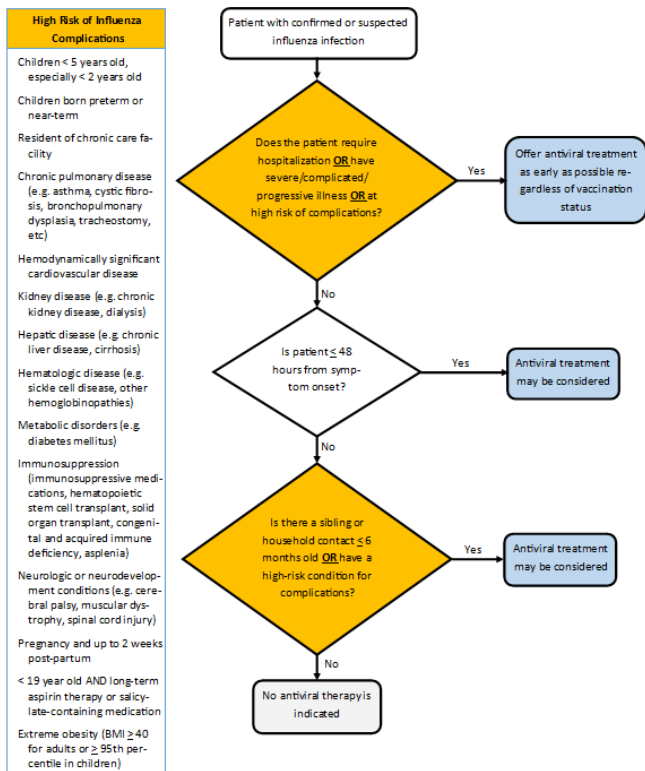 High Risk of Influenza
Complications
Children < 5 years old,
especially < 2 years old
Children born preterm or
near-term
Resident of chronic care fa-
cility
Chronic pulmonary disease
(e.g. asthma, cystic fibro-
sis, bronchopulmonary
dysplasia, tracheostomy,
etc)
Hemodynamically significant
cardiovascular disease
Kidney disease (e.g. chronic
kidney disease, dialysis)
Hepatic disease (e.g. chronic
liver disease, cirrhosis)
Hematologic disease (e.g.
sickle cell disease, other
hemoglobinopathies)
Metabolic disorders (e.g.
diabetes mellitus)
Immunosuppression
(immunosuppressive medi-
cations, hematopoietic
stem cell transplant, solid
organ transplant, congeni-
tal and acquired immune
deficiency, asplenia)
Neurologic or neurodevelop-
ment conditions (e.g. cere-
bral palsy, muscular dys-
trophy, spinal cord injury)
Pregnancy and up to 2 weeks
post-partum
< 19 year old AND long-term
aspirin therapy or salicy-
late-containing medication
Extreme obesity (BMI ≥ 40
for adults or ≥ 95th per-
centile in children)
Patient with confirmed or suspected
influenza infection
Does the patient require
hospitalization OR have
severe/complicated/
progressive illness OR at
high risk of complications?
Yes
Offer antiviral treatment
as early as possible re-
gardless of vaccination
status
No
Is patient ≤ 48
hours from symp-
tom onset?
Yes
Antiviral treatment
may be considered
No
Is there a sibling or
household contact ≤ 6
months old OR have a
high-risk condition for
complications?
Yes
Antiviral treatment
may be considered
No
No antiviral therapy is
indicated